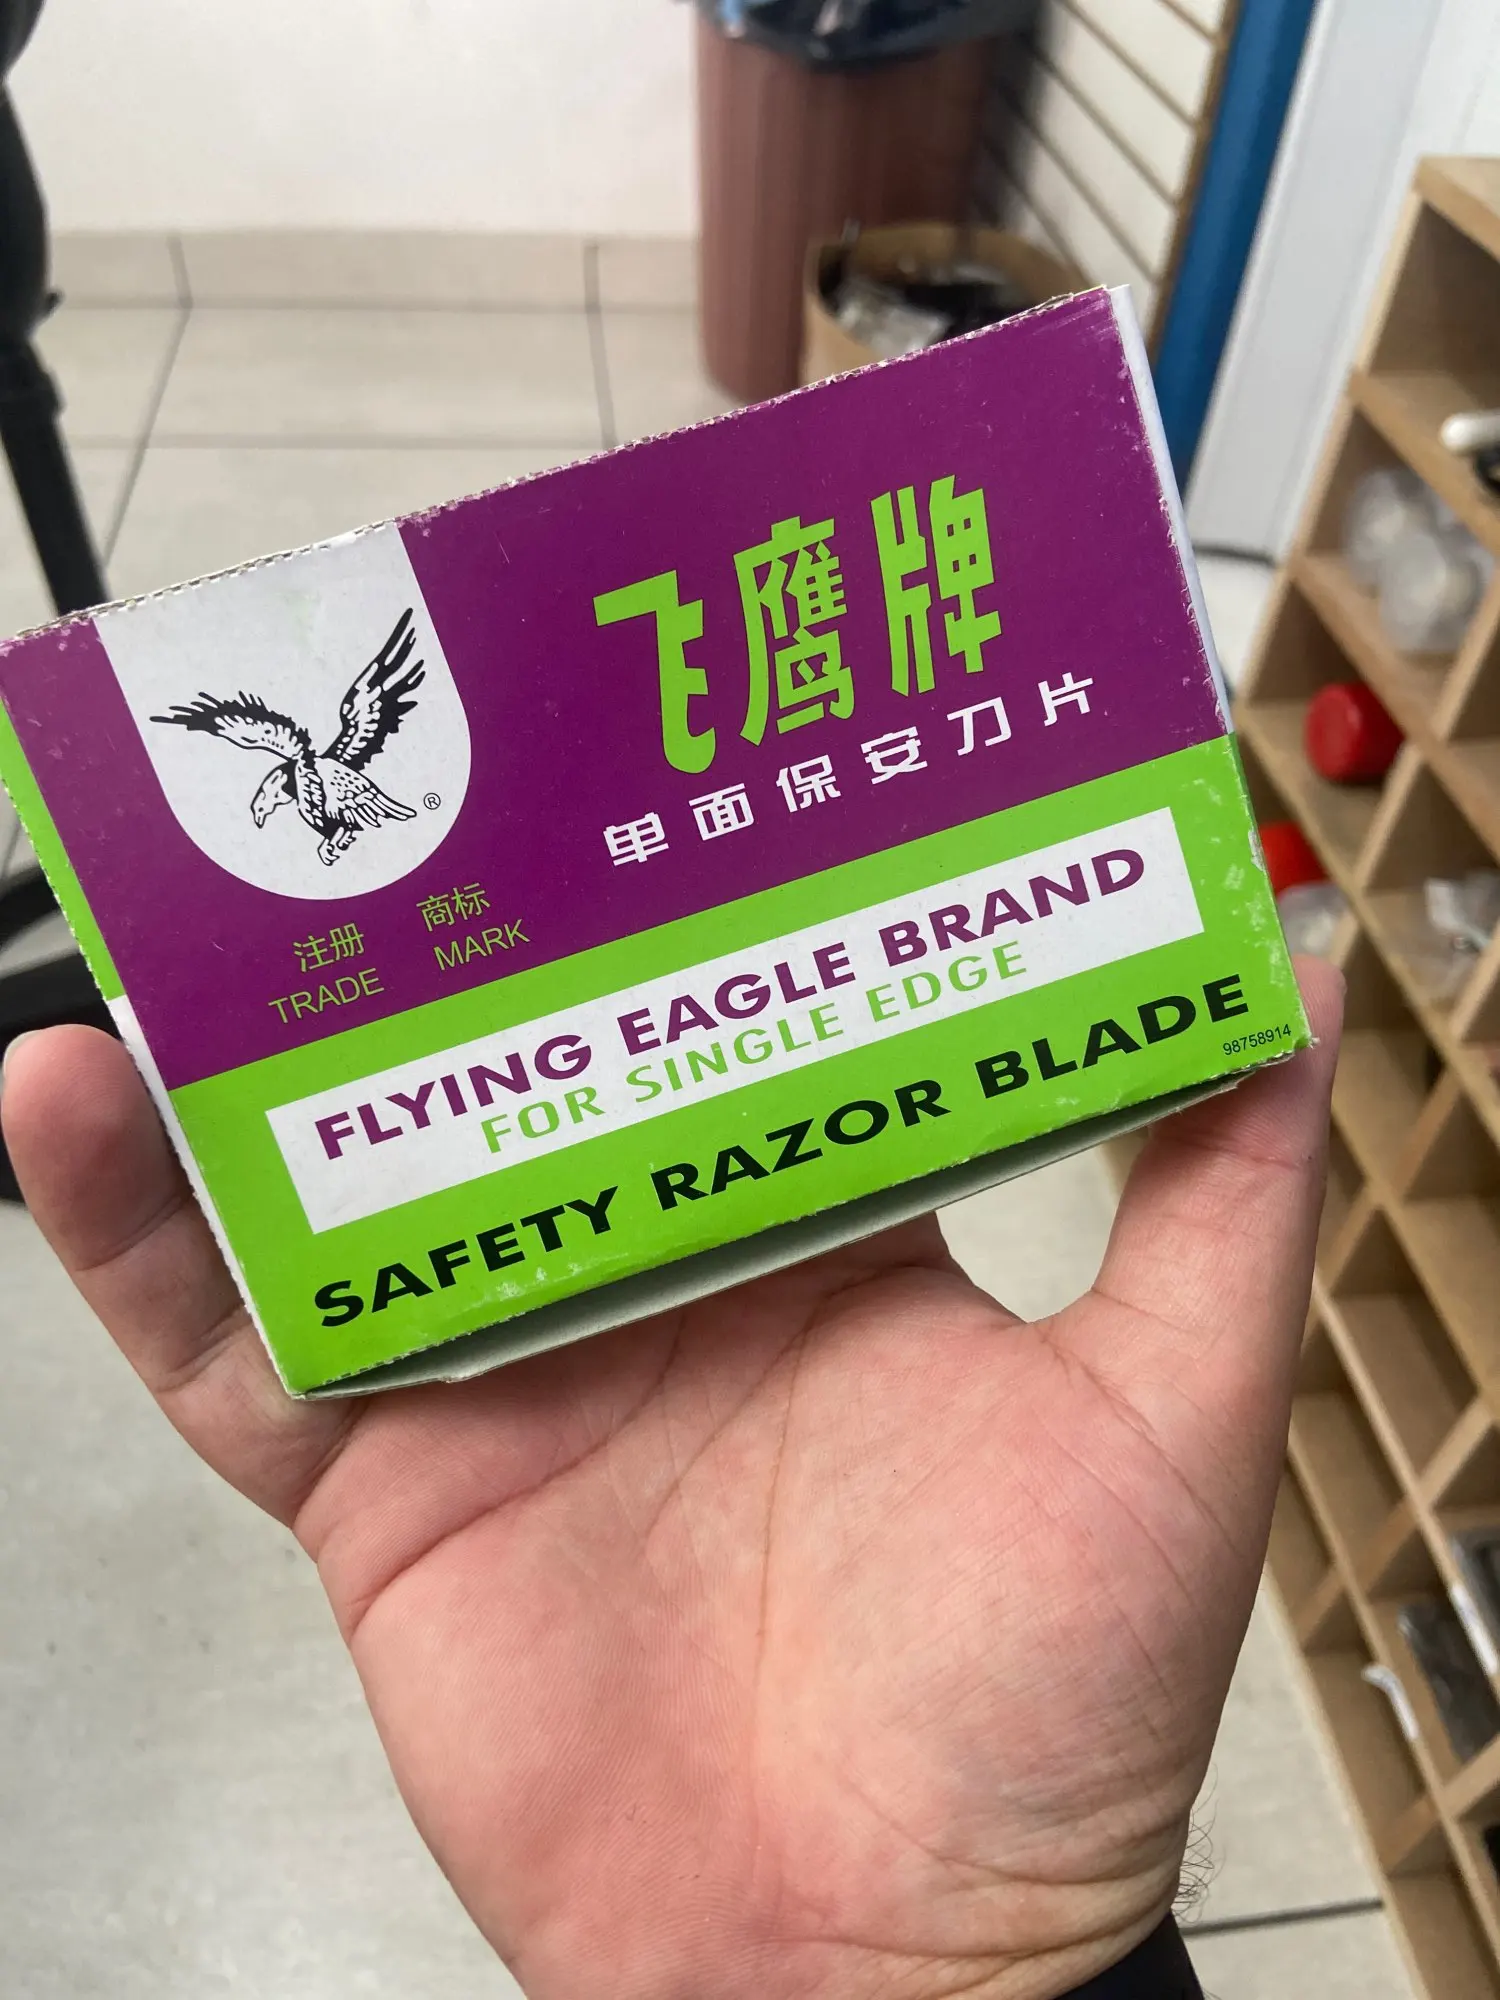 飞鹰牌
单面保安刀片
®
注册 商标
TRADE MARK
FLYING EAGLE BRAND
FOR SINGLE EDGE
SAFETY RAZOR BLADE
98758914